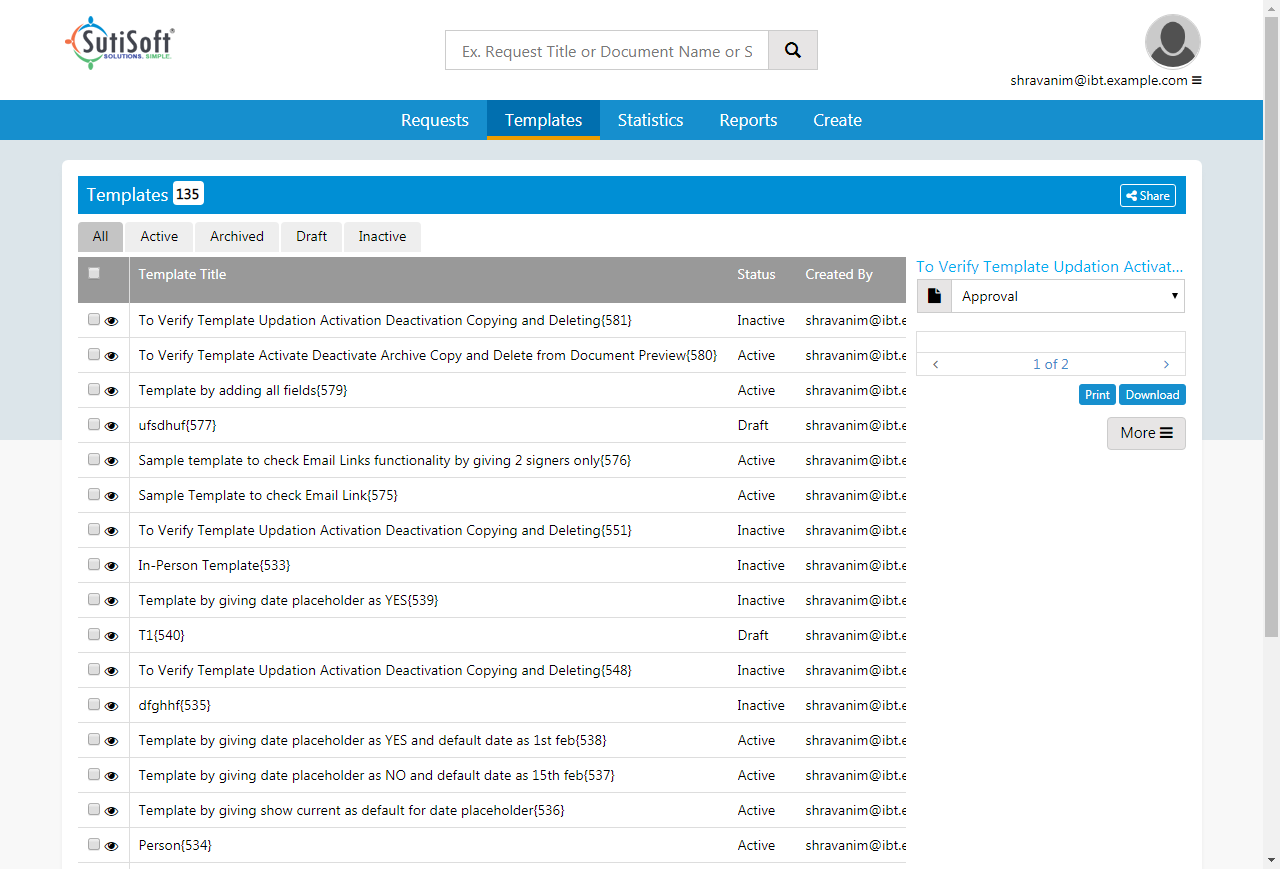 SutiSoft®
SOLUTIONS. SIMPLE.
Ex. Request Title or Document Name or S
shravanim@ibt.example.com
Requests Templates Statistics Reports Create
Templates 135 Share
All Active Archived Draft Inactive
Template Title Status Created By
To Verify Template Updation Activation Deactivation Copying and Deleting{581} Inactive shravanim@ibt.e
To Verify Template Activate Deactivate Archive Copy and Delete from Document Preview{580} Active shravanim@ibt.e
Template by adding all fields{579} Active shravanim@ibt.e
ufsdhuf{577} Draft shravanim@ibt.e
Sample template to check Email Links functionality by giving 2 signers only{576} Active shravanim@ibt.e
Sample Template to check Email Link{575} Active shravanim@ibt.e
To Verify Template Updation Activation Deactivation Copying and Deleting{551} Inactive shravanim@ibt.e
In-Person Template{533} Inactive shravanim@ibt.e
Template by giving date placeholder as YES{539} Inactive shravanim@ibt.e
T1{540} Draft shravanim@ibt.e
To Verify Template Updation Activation Deactivation Copying and Deleting{548} Inactive shravanim@ibt.e
dfghhf{535} Inactive shravanim@ibt.e
Template by giving date placeholder as YES and default date as 1st feb{538} Active shravanim@ibt.e
Template by giving date placeholder as NO and default date as 15th feb{537} Active shravanim@ibt.e
Template by giving show current as default for date placeholder{536} Active shravanim@ibt.e
Person{534} Active shravanim@ibt.e
To Verify Template Updation Activat...
Approval
1 of 2
Print Download
More